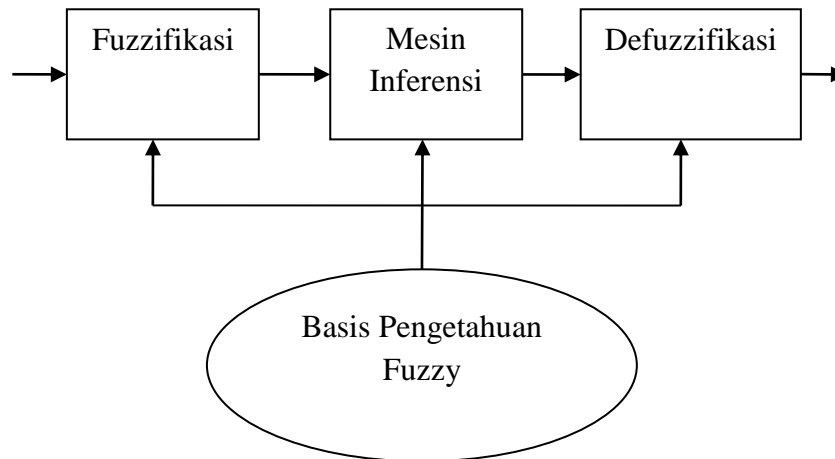 Fuzzifikasi
Mesin
Inferensi
Defuzzifikasi
Basis Pengetahuan
Fuzzy